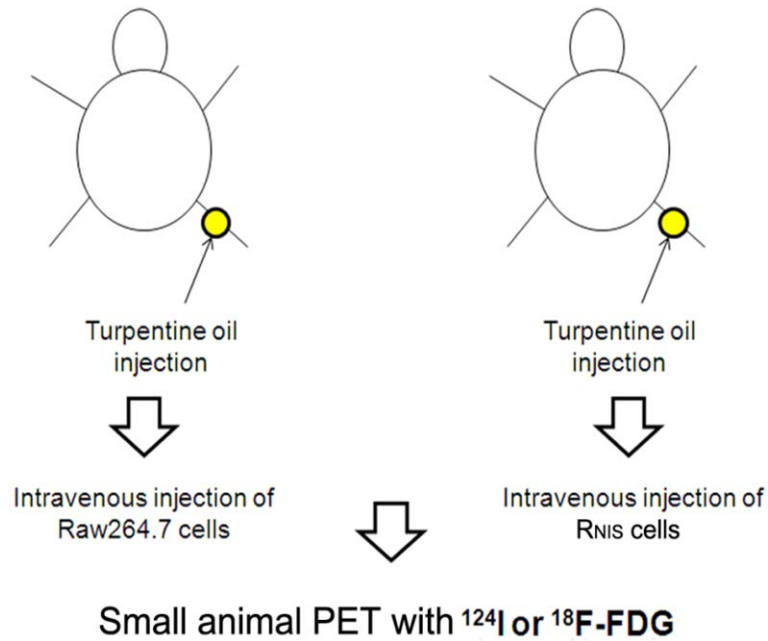 Turpentine oil
injection
Turpentine oil
injection
Intravenous injection of
Raw264.7 cells
Intravenous injection of
RNIS cells
Small animal PET with ¹²⁴I or ¹⁸F-FDG